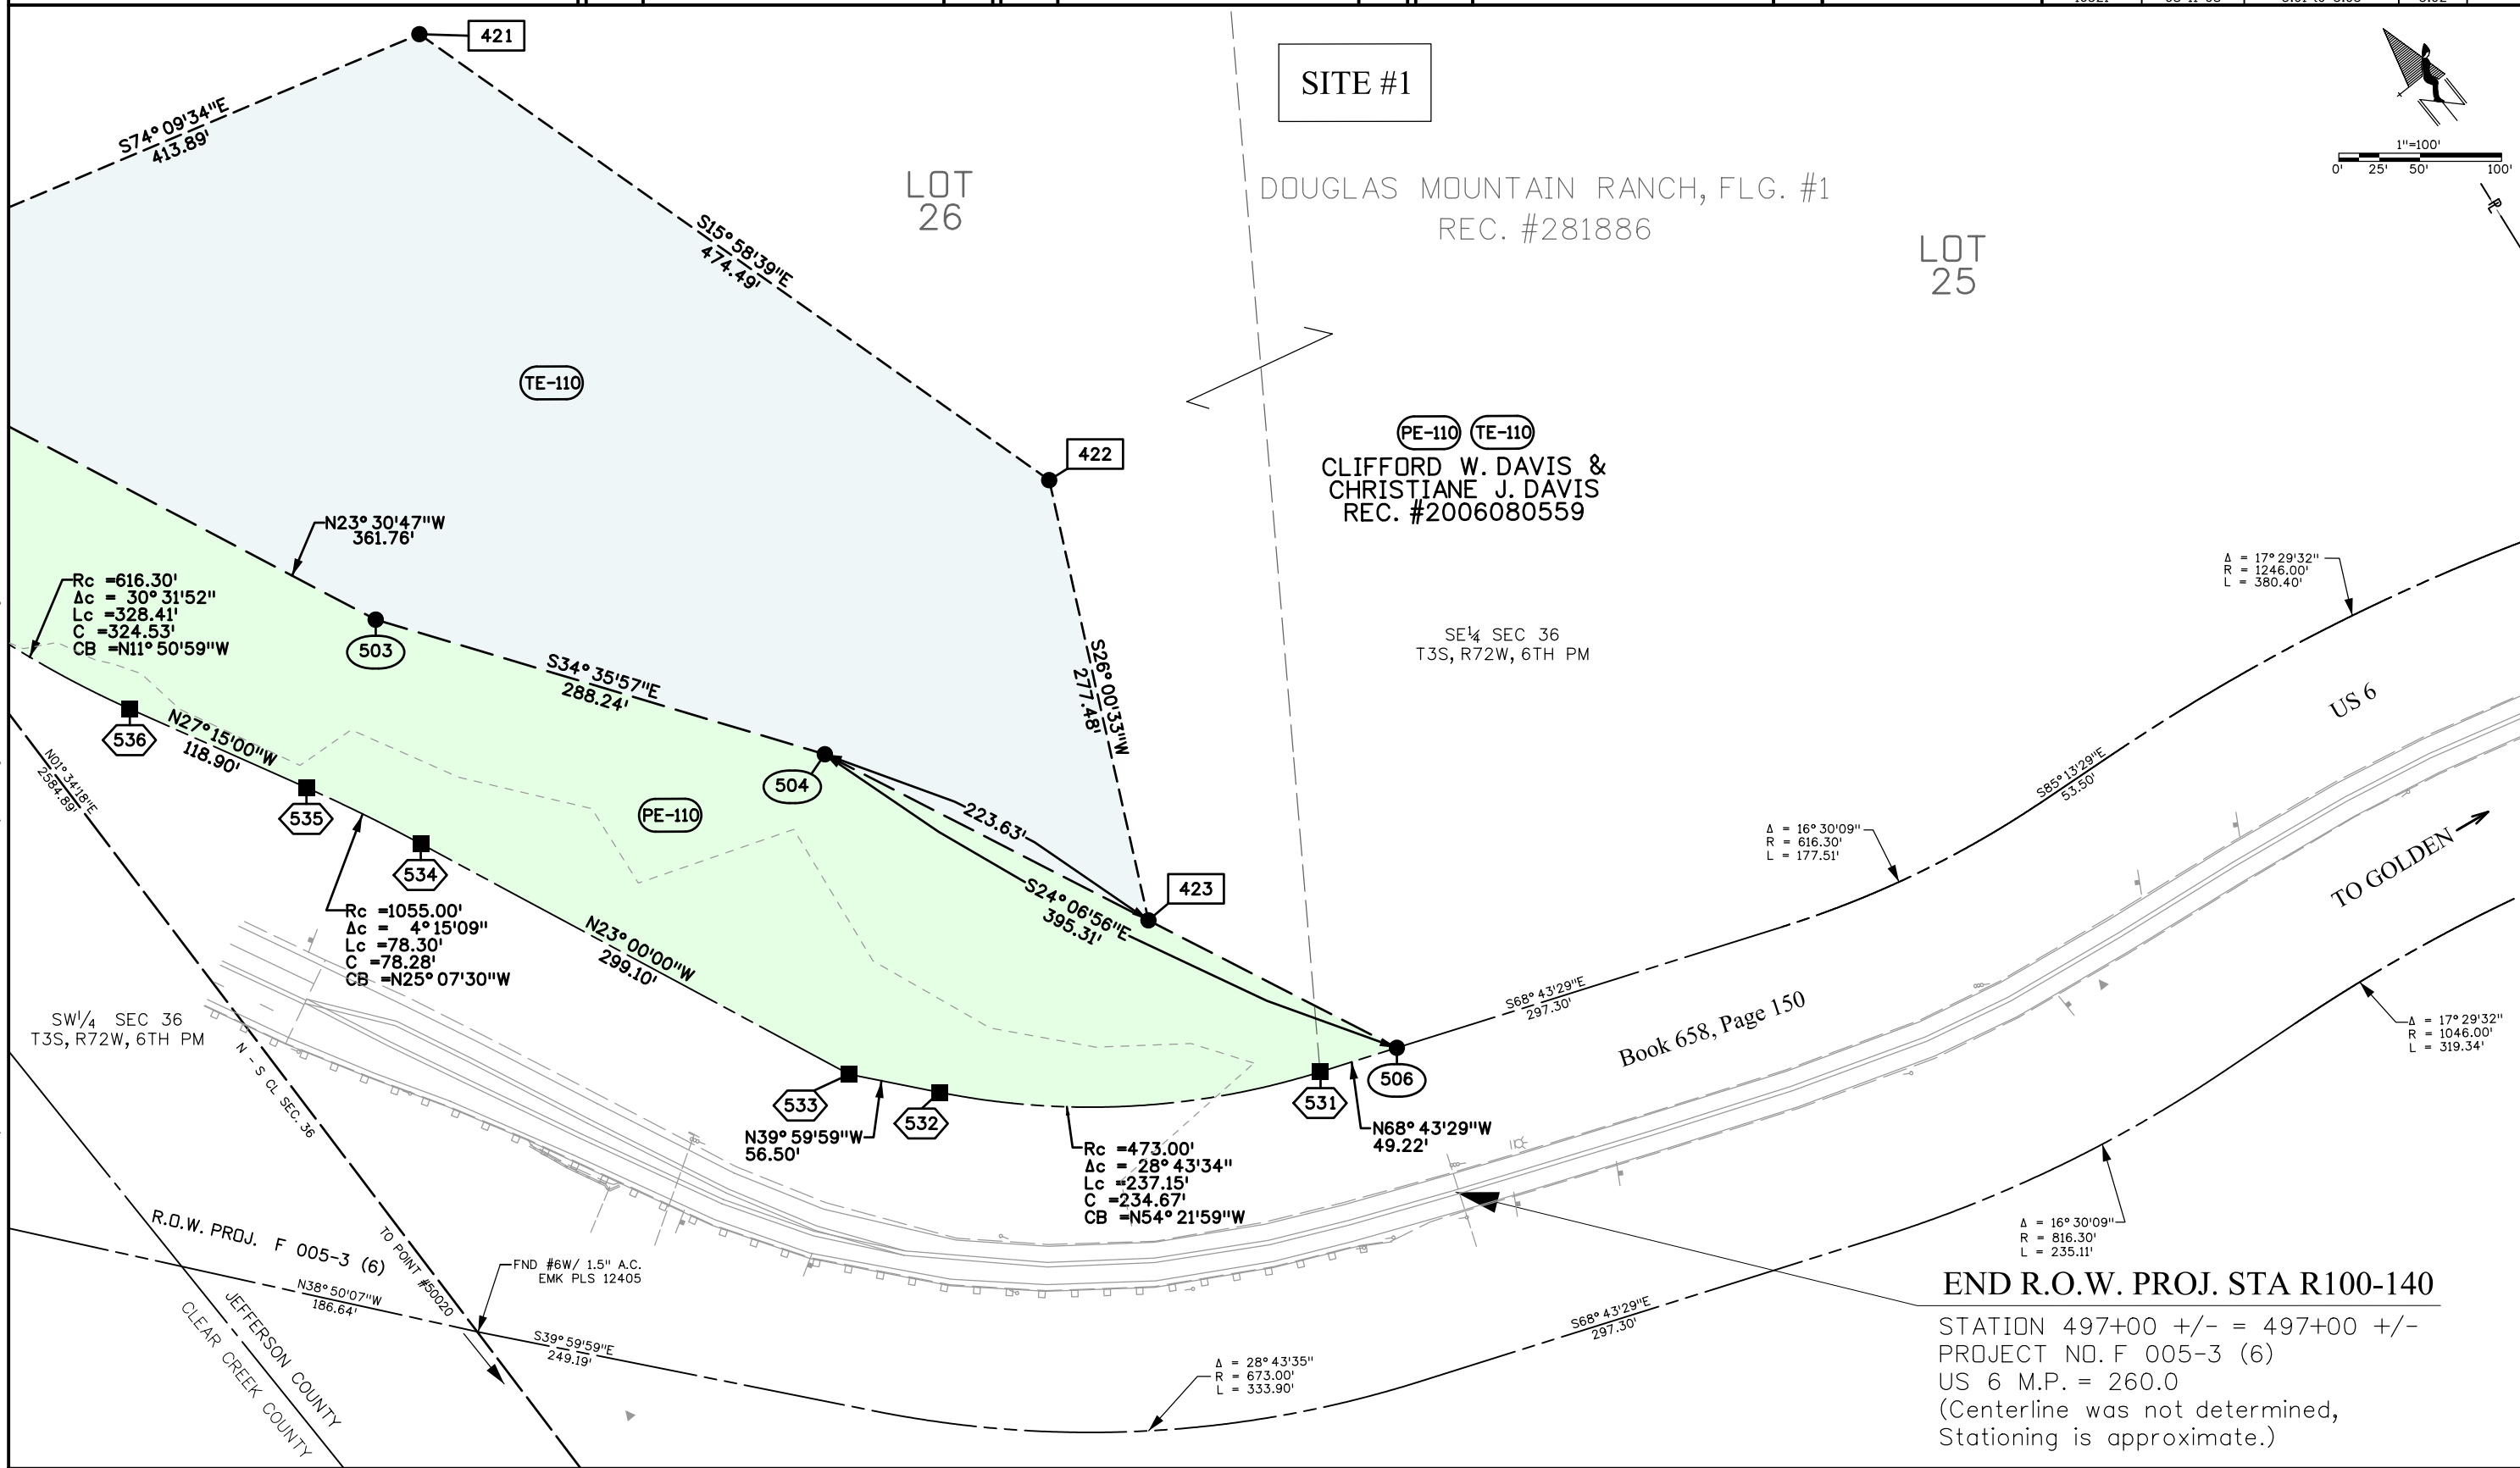 421
SITE #1
S74°09'34"E
413.89'
1"=100'
0' 25' 50' 100'
LOT
26
DOUGLAS MOUNTAIN RANCH, FLG. #1
REC. #281886
S15°58'39"E
474.49'
LOT
25
TE-110
422
PE-110 TE-110
CLIFFORD W. DAVIS &
CHRISTIANE J. DAVIS
REC. #2006080559
N23°30'47"W
361.76'
Δ = 17°29'32"
R = 1246.00'
L = 380.40'
Rc =616.30'
Δc = 30°31'52"
Lc =328.41'
C =324.53'
CB =N11°50'59"W
503
SE¼ SEC 36
T3S, R72W, 6TH PM
S34°35'57"E
288.24'
S26°00'33"W
277.48'
US 6
536
N27°15'00"W
118.90'
N01°34'18"E
2584.89'
504
535
PE-110
223.63'
S85°13'29"E
53.50'
Δ = 16°30'09"
R = 616.30'
L = 177.51'
534
423
TO GOLDEN
S24°06'56"E
395.31'
Rc =1055.00'
Δc = 4°15'09"
Lc =78.30'
C =78.28'
CB =N25°07'30"W
N23°00'00"W
299.10'
S68°43'29"E
297.30'
Book 658, Page 150
SW¼ SEC 36
T3S, R72W, 6TH PM
N - S CL SEC. 36
533
532
531
506
Δ = 17°29'32"
R = 1046.00'
L = 319.34'
N39°59'59"W
56.50'
N68°43'29"W
49.22'
Rc =473.00'
Δc = 28°43'34"
Lc =237.15'
C =234.67'
CB =N54°21'59"W
R.O.W. PROJ. F 005-3 (6)
TO POINT #50020
FND #6W/ 1.5" A.C.
EMK PLS 12405
Δ = 16°30'09"
R = 816.30'
L = 235.11'
N38°50'07"W
186.64'
JEFFERSON COUNTY
CLEAR CREEK COUNTY
S39°59'59"E
249.19'
S68°43'29"E
297.30'
Δ = 28°43'35"
R = 673.00'
L = 333.90'
END R.O.W. PROJ. STA R100-140
STATION 497+00 +/- = 497+00 +/-
PROJECT NO. F 005-3 (6)
US 6 M.P. = 260.0
(Centerline was not determined,
Stationing is approximate.)